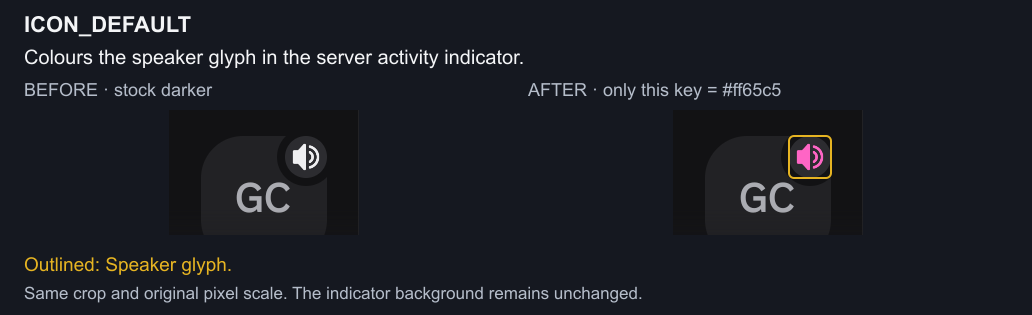 ICON_DEFAULT
Colours the speaker glyph in the server activity indicator.
BEFORE · stock darker
AFTER · only this key = #ff65c5
GC
GC
Outlined: Speaker glyph.
Same crop and original pixel scale. The indicator background remains unchanged.